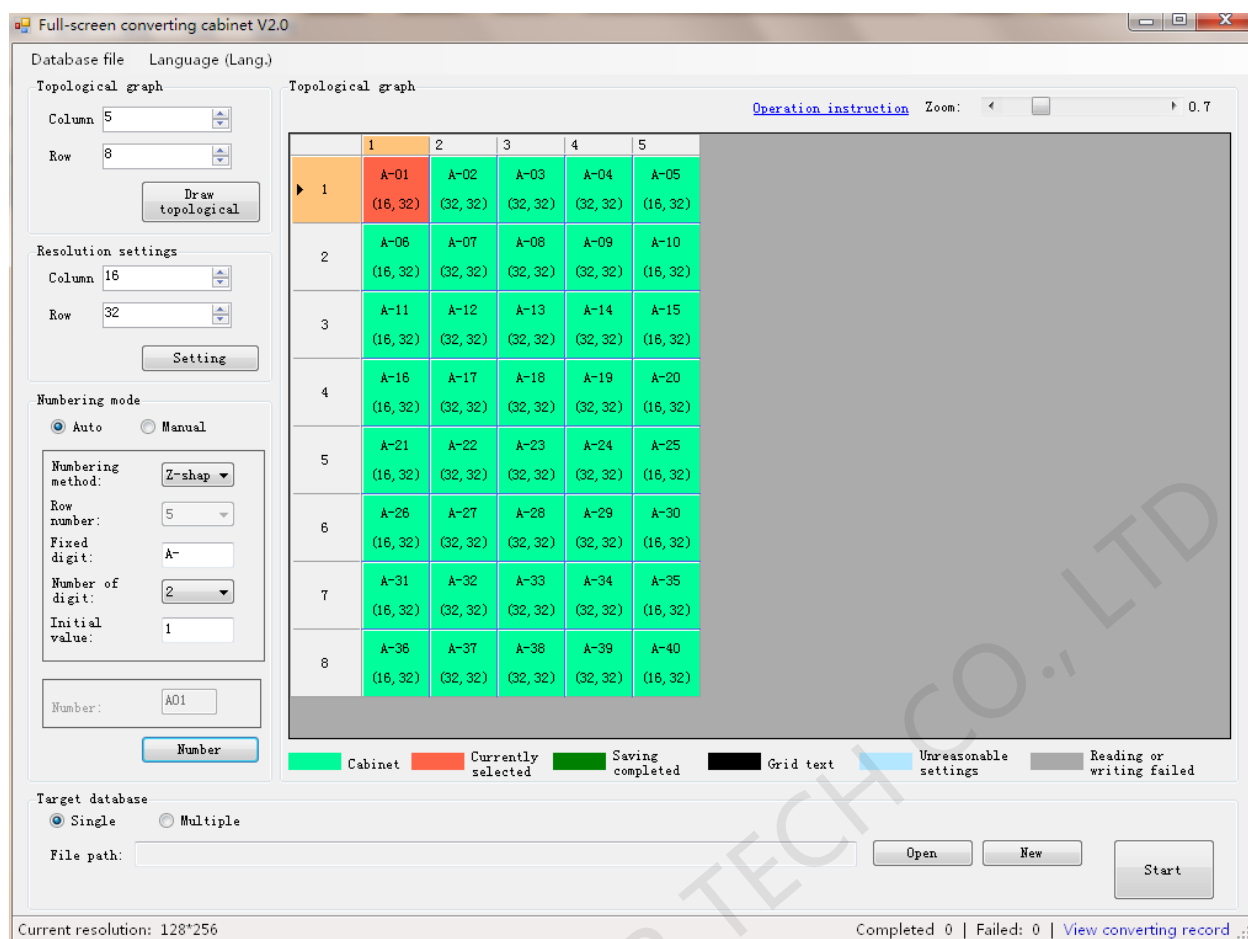 Full-screen converting cabinet V2.0
Database file Language (Lang.)
Topological graph
Column 5
Row 8
Draw
topological
Resolution settings
Column 16
Row 32
Setting
Numbering mode
Auto Manual
Numbering
method: Z-shap
Row
number: 5
Fixed
digit: A-
Number of
digit: 2
Initial
value: 1
Number: A01
Number
Topological graph
Operation instruction Zoom: 0.7
1 2 3 4 5
1 A-01 A-02 A-03 A-04 A-05
(16, 32) (32, 32) (32, 32) (32, 32) (16, 32)
2 A-06 A-07 A-08 A-09 A-10
(16, 32) (32, 32) (32, 32) (32, 32) (16, 32)
3 A-11 A-12 A-13 A-14 A-15
(16, 32) (32, 32) (32, 32) (32, 32) (16, 32)
4 A-16 A-17 A-18 A-19 A-20
(16, 32) (32, 32) (32, 32) (32, 32) (16, 32)
5 A-21 A-22 A-23 A-24 A-25
(16, 32) (32, 32) (32, 32) (32, 32) (16, 32)
6 A-26 A-27 A-28 A-29 A-30
(16, 32) (32, 32) (32, 32) (32, 32) (16, 32)
7 A-31 A-32 A-33 A-34 A-35
(16, 32) (32, 32) (32, 32) (32, 32) (16, 32)
8 A-36 A-37 A-38 A-39 A-40
(16, 32) (32, 32) (32, 32) (32, 32) (16, 32)
Cabinet
Currently
selected
Saving
completed
Grid text
Unreasonable
settings
Reading or
writing failed
Target database
Single Multiple
File path: Open New Start
Current resolution: 128*256 Completed 0 | Failed: 0 | View converting record
TECH CO., LTD